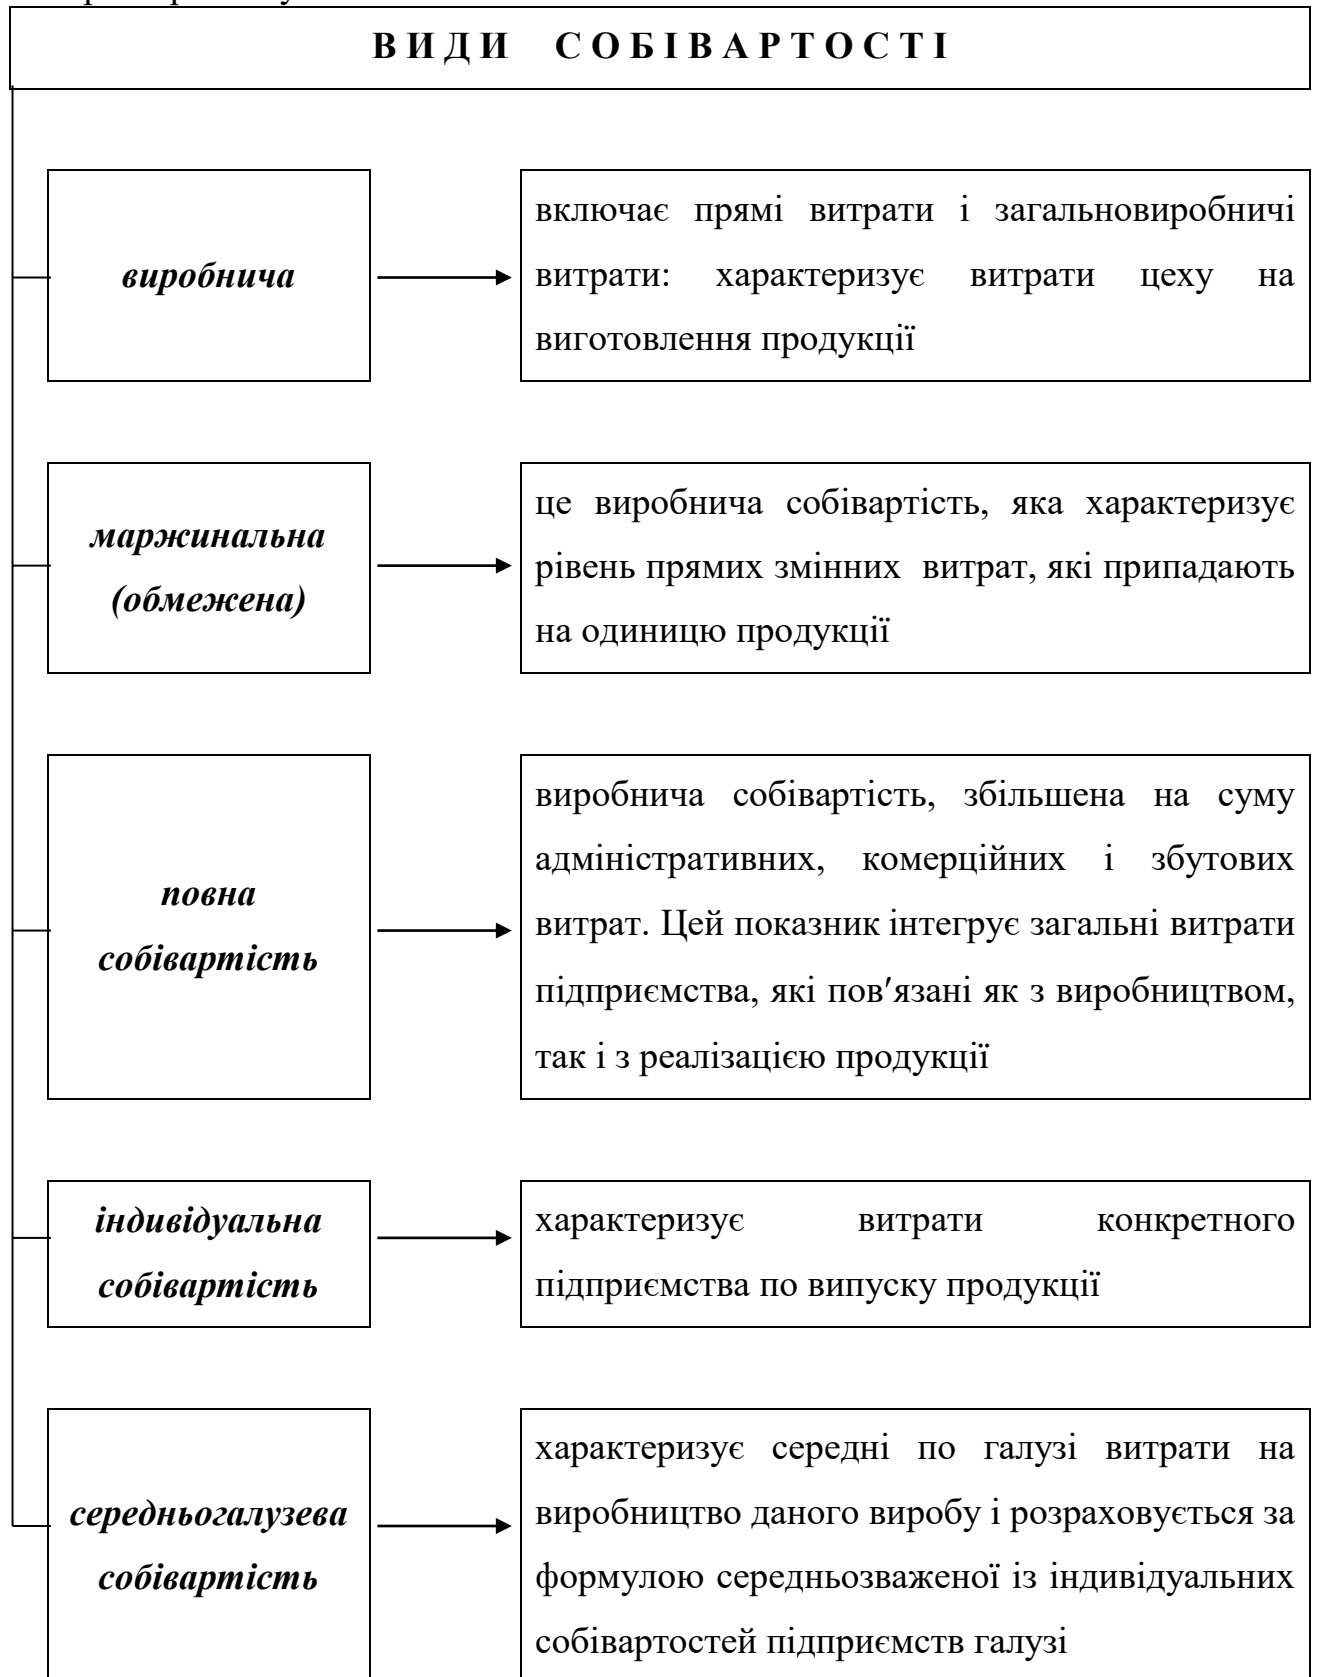 ВИДИ СОБІВАРТОСТІ
виробнича
включає прямі витрати і загальновиробничі
витрати: характеризує витрати цеху на
виготовлення продукції
маржинальна
(обмежена)
це виробнича собівартість, яка характеризує
рівень прямих змінних витрат, які припадають
на одиницю продукції
повна
собівартість
виробнича собівартість, збільшена на суму
адміністративних, комерційних і збутових
витрат. Цей показник інтегрує загальні витрати
підприємства, які пов′язані як з виробництвом,
так і з реалізацією продукції
індивідуальна
собівартість
характеризує витрати конкретного
підприємства по випуску продукції
середньогалузева
собівартість
характеризує середні по галузі витрати на
виробництво даного виробу і розраховується за
формулою середньозваженої із індивідуальних
собівартостей підприємств галузі